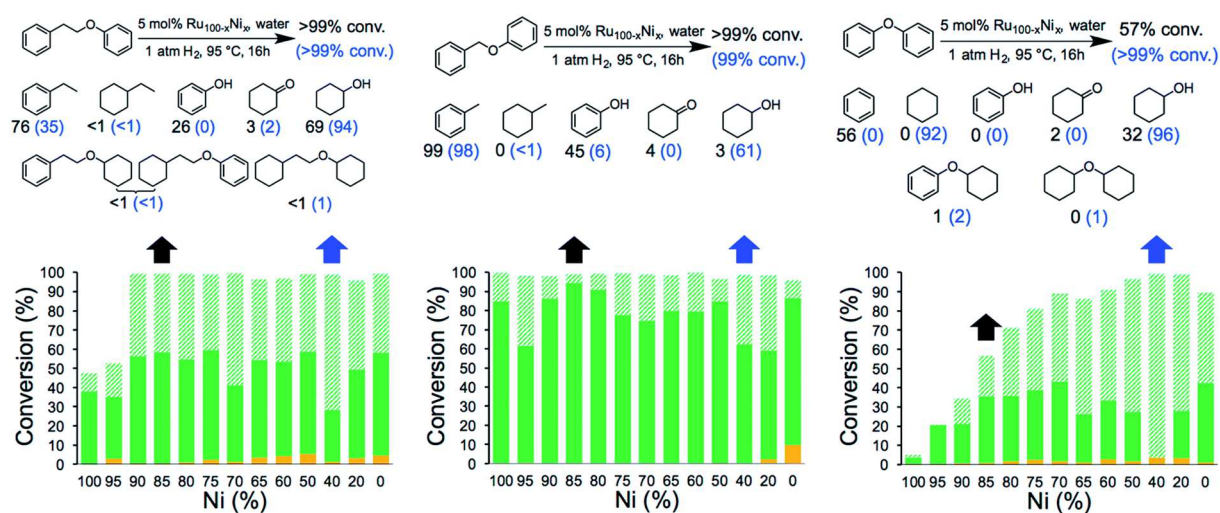 5 mol% Ru100-xNix, water
1 atm H2, 95 °C, 16h
>99% conv.
(>99% conv.)
O
OH
O
OH
76 (35)
<1 (<1)
26 (0)
3 (2)
69 (94)
O
O
O
<1 (<1)
<1 (1)
Conversion (%)
100
90
80
70
60
50
40
30
20
10
0
100 95 90 85 80 75 70 65 60 50 40 20 0
Ni (%)
5 mol% Ru100-xNix, water
1 atm H2, 95 °C, 16h
>99% conv.
(99% conv.)
O
OH
O
OH
99 (98)
0 (<1)
45 (6)
4 (0)
3 (61)
Conversion (%)
100
90
80
70
60
50
40
30
20
10
0
100 95 90 85 80 75 70 65 60 50 40 20 0
Ni (%)
5 mol% Ru100-xNix, water
1 atm H2, 95 °C, 16h
57% conv.
(>99% conv.)
O
OH
O
OH
56 (0)
0 (92)
0 (0)
2 (0)
32 (96)
O
O
1 (2)
0 (1)
Conversion (%)
100
90
80
70
60
50
40
30
20
10
0
100 95 90 85 80 75 70 65 60 50 40 20 0
Ni (%)